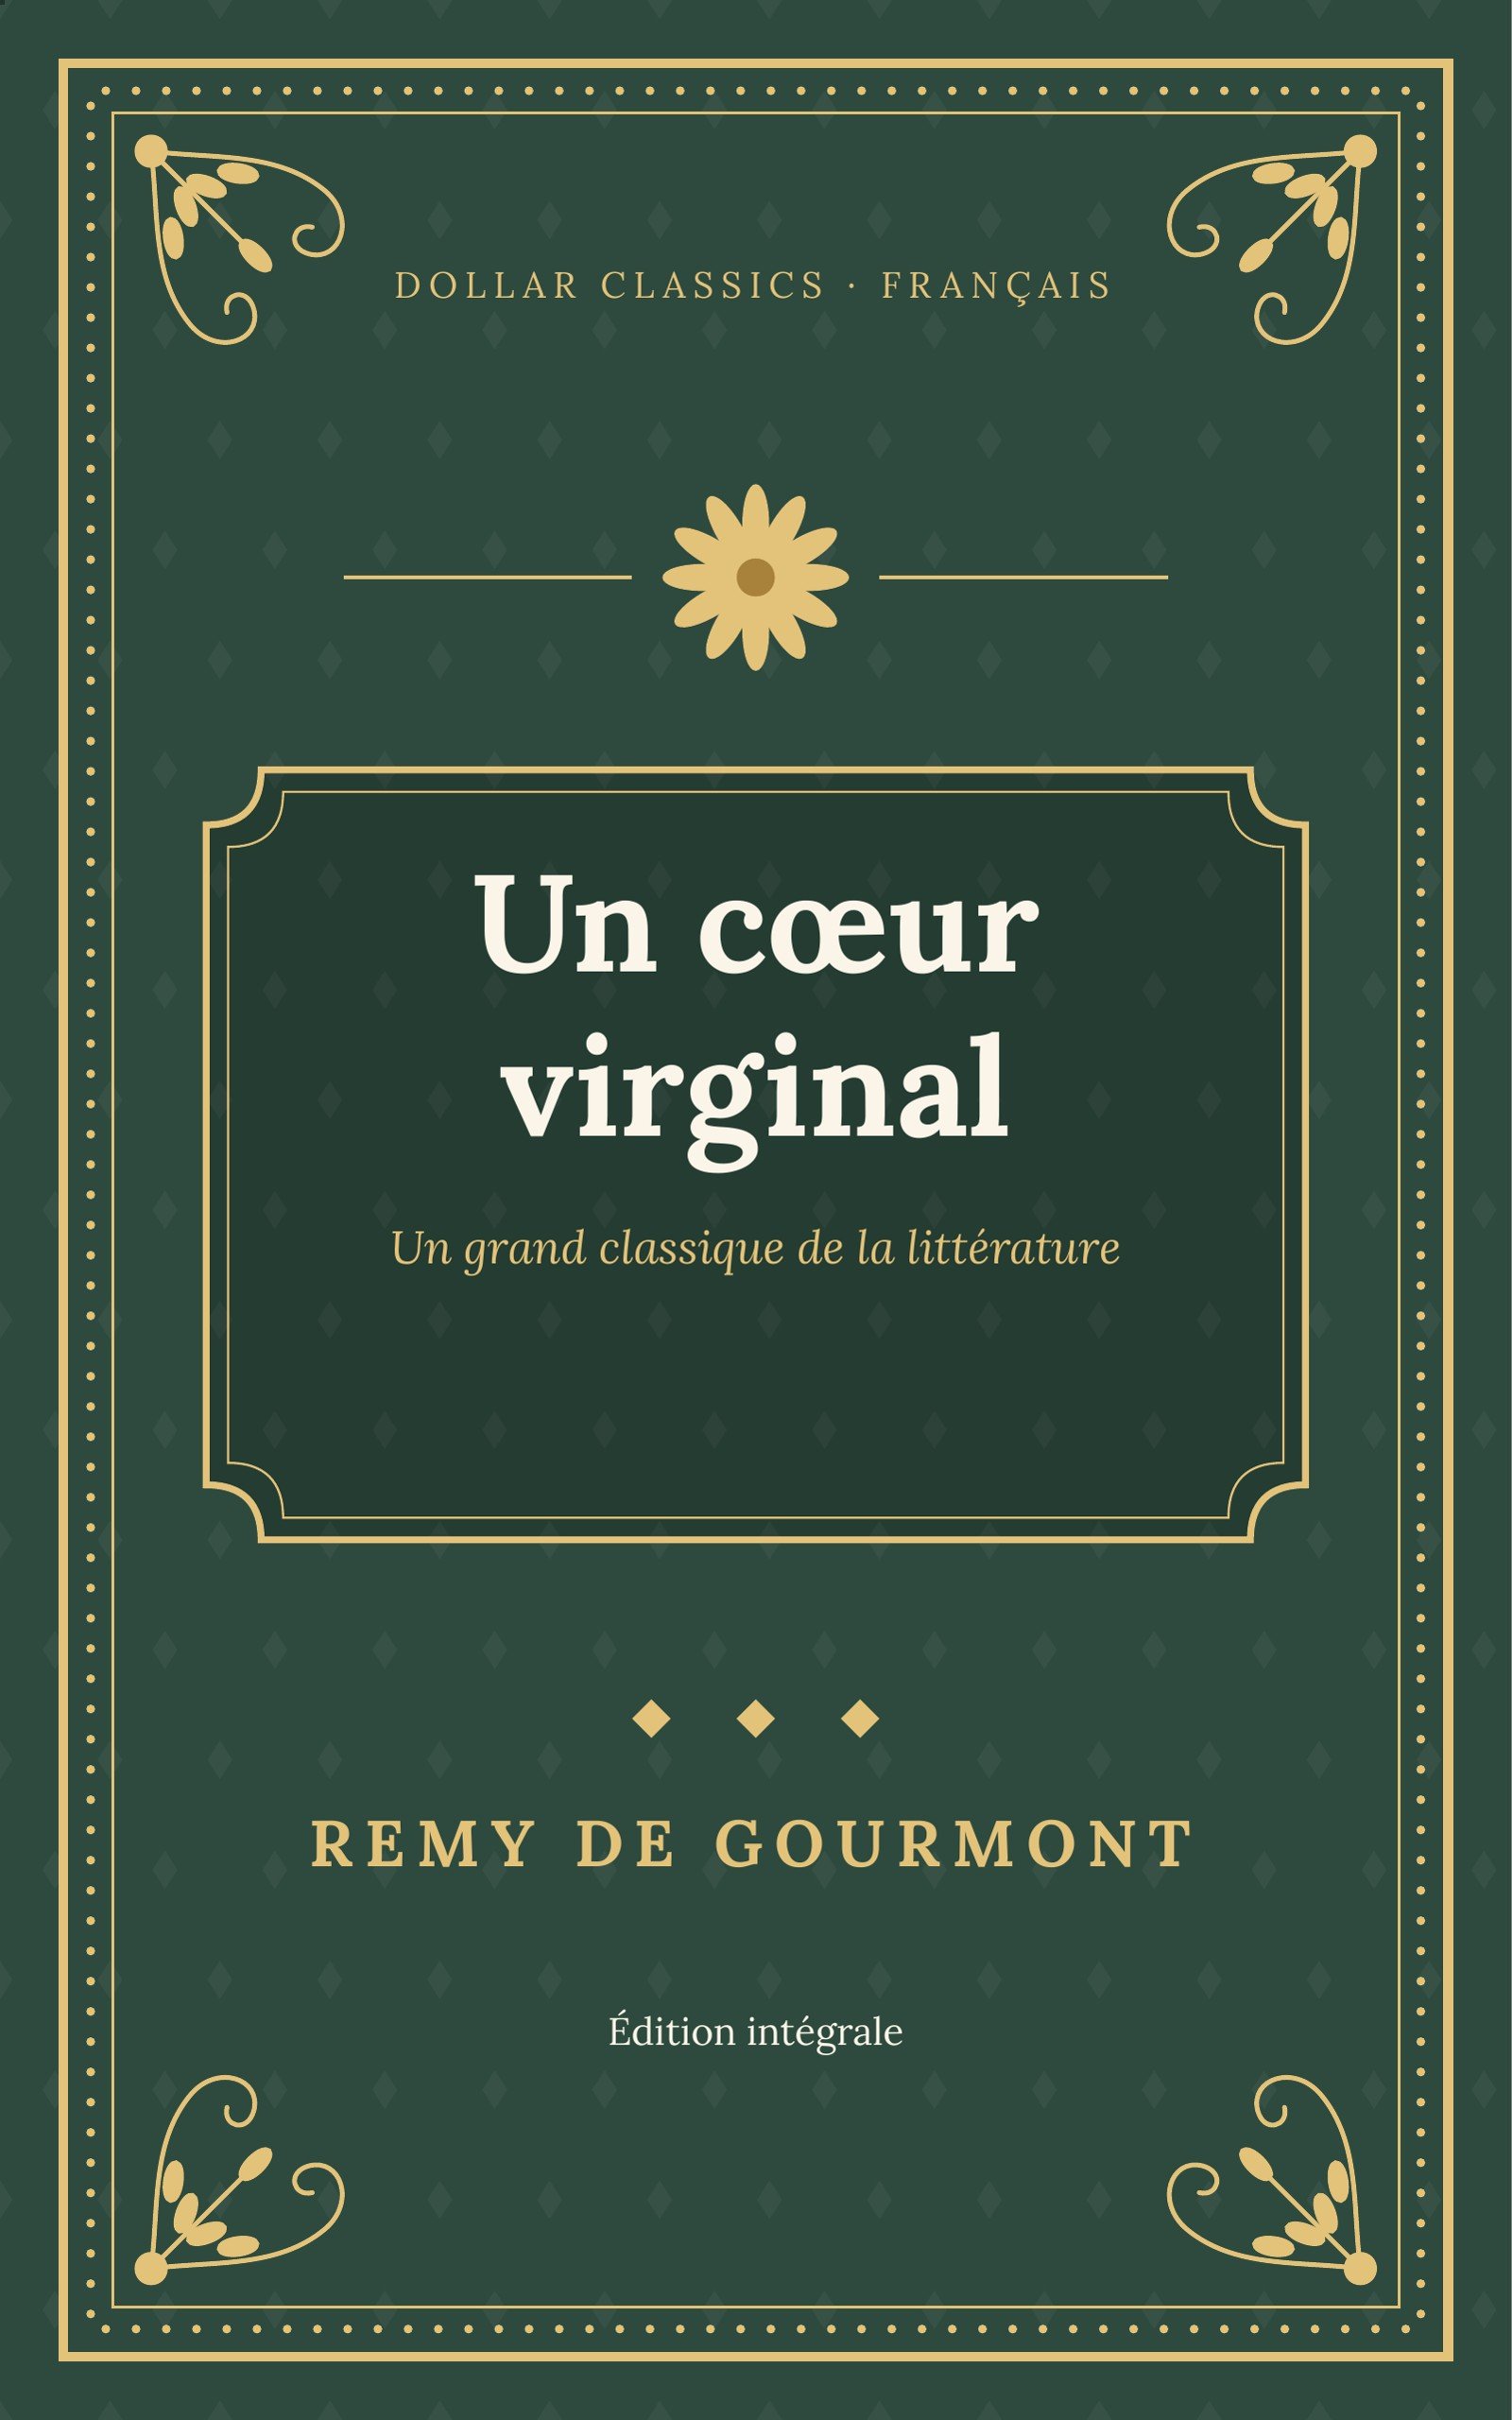 DOLLAR CLASSICS · FRANÇAIS
Un cœur
virginal
Un grand classique de la littérature
REMY DE GOURMONT
Édition intégrale